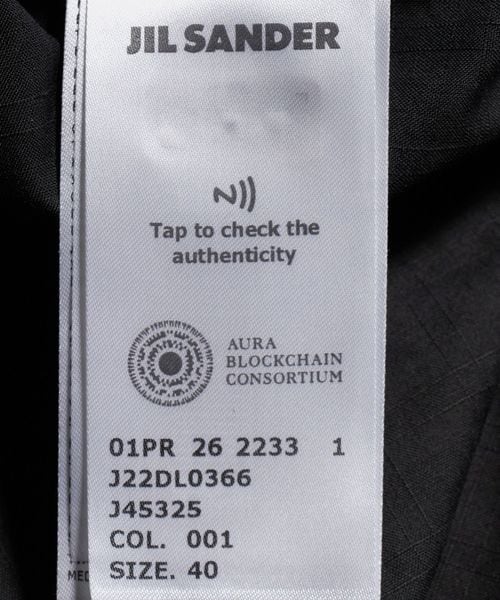 JIL SANDER
Tap to check the
authenticity
AURA
BLOCKCHAIN
CONSORTIUM
01PR 26 2233 1
J22DL0366
J45325
COL. 001
SIZE. 40